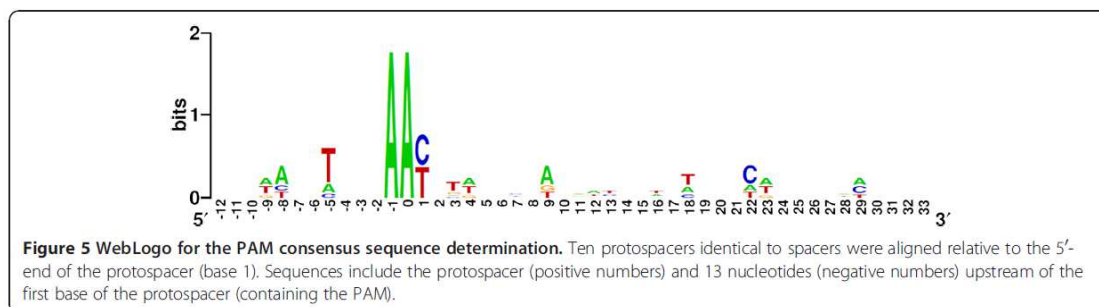 2
bits
1
0
A T A C T T A C A A C T T A T A G T T A C A A T A C T
5′ -12 -11 -10 -9 -8 -7 -6 -5 -4 -3 -2 -1 0 1 2 3 4 5 6 7 8 9 10 11 12 13 14 15 16 17 18 19 20 21 22 23 24 25 26 27 28 29 30 31 32 33 3′
Figure 5 WebLogo for the PAM consensus sequence determination. Ten protospacers identical to spacers were aligned relative to the 5′-
end of the protospacer (base 1). Sequences include the protospacer (positive numbers) and 13 nucleotides (negative numbers) upstream of the
first base of the protospacer (containing the PAM).